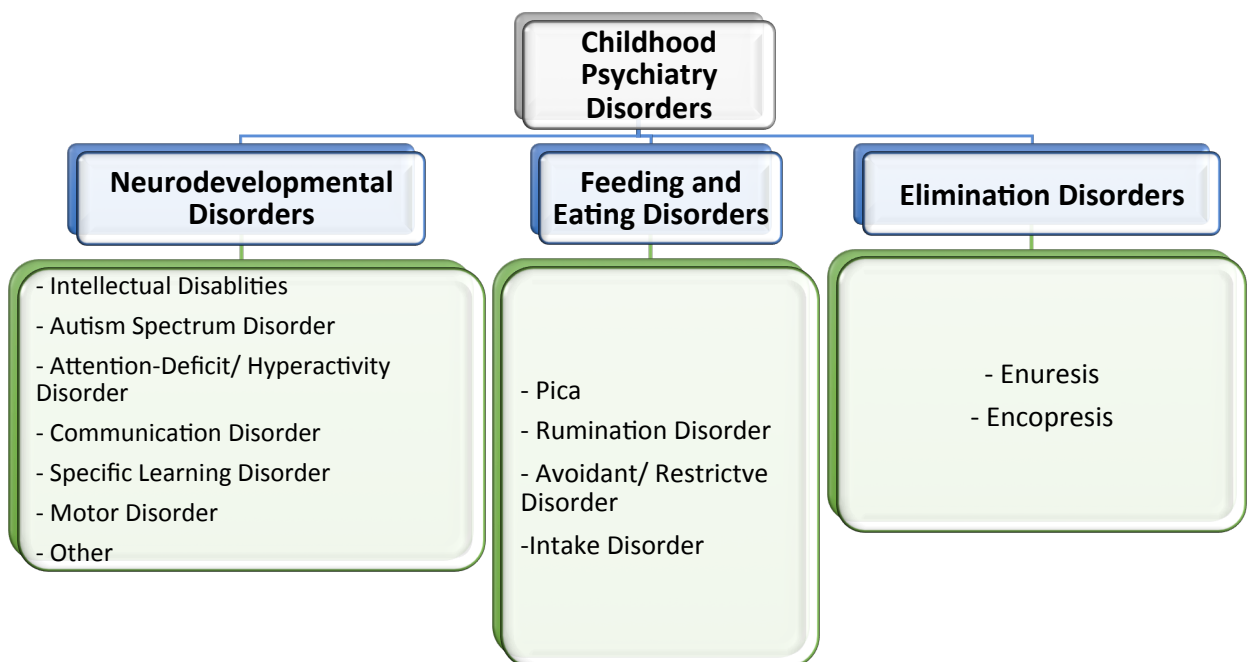 Childhood
Psychiatry
Disorders
Neurodevelopmental
Disorders
Feeding and
Eating Disorders
Elimination Disorders
- Intellectual Disablities
- Autism Spectrum Disorder
- Attention-Deficit/ Hyperactivity
Disorder
- Communication Disorder
- Specific Learning Disorder
- Motor Disorder
- Other
- Pica
- Rumination Disorder
- Avoidant/ Restrictve
Disorder
-Intake Disorder
- Enuresis
- Encopresis